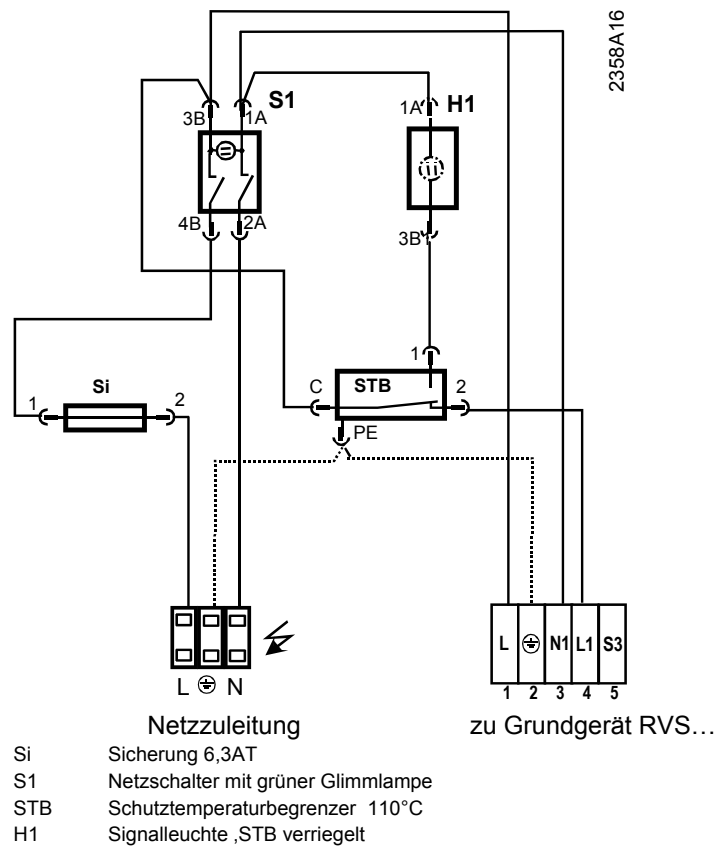 2358A16
S1
H1
3B
1A
1A
4B
2A
3B1
1
STB
C
2
Si
1
2
PE
L N
L N1 L1 S3
1 2 3 4 5
Netzzuleitung
zu Grundgerät RVS…
Si Sicherung 6,3AT
S1 Netzschalter mit grüner Glimmlampe
STB Schutztemperaturbegrenzer 110°C
H1 Signalleuchte ,STB verriegelt